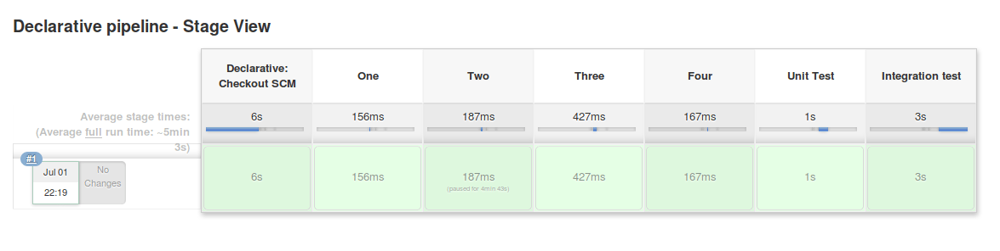 Declarative pipeline - Stage View
Declarative:
Checkout SCM
One
Two
Three
Four
Unit Test
Integration test
Average stage times:
(Average full run time: ~5min
3s)
6s
156ms
187ms
427ms
167ms
1s
3s
#1
Jul 01
22:19
No
Changes
6s
156ms
187ms
(paused for 4min 43s)
427ms
167ms
1s
3s